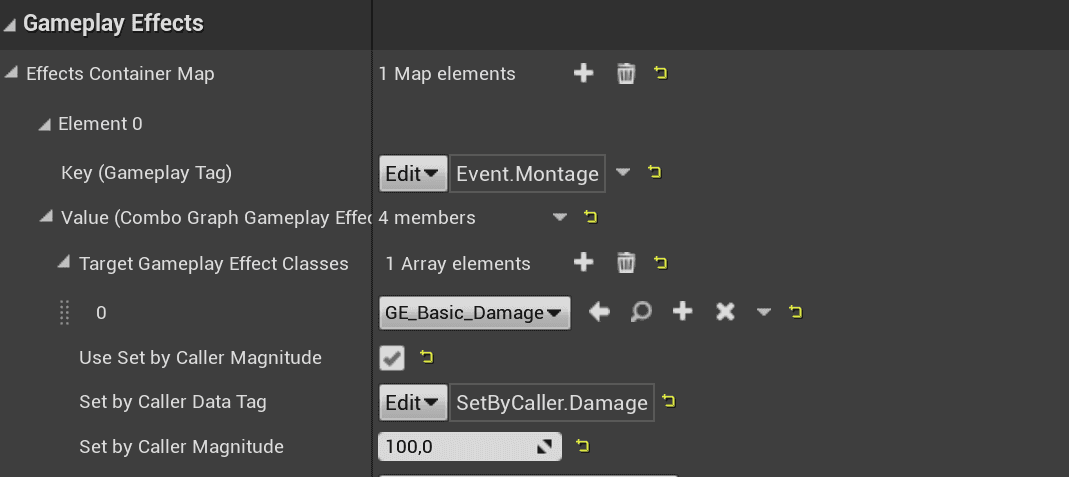 Gameplay Effects
Effects Container Map 1 Map elements
Element 0
Key (Gameplay Tag) Edit Event.Montage
Value (Combo Graph Gameplay Effec 4 members
Target Gameplay Effect Classes 1 Array elements
0 GE_Basic_Damage
Use Set by Caller Magnitude
Set by Caller Data Tag Edit SetByCaller.Damage
Set by Caller Magnitude 100,0